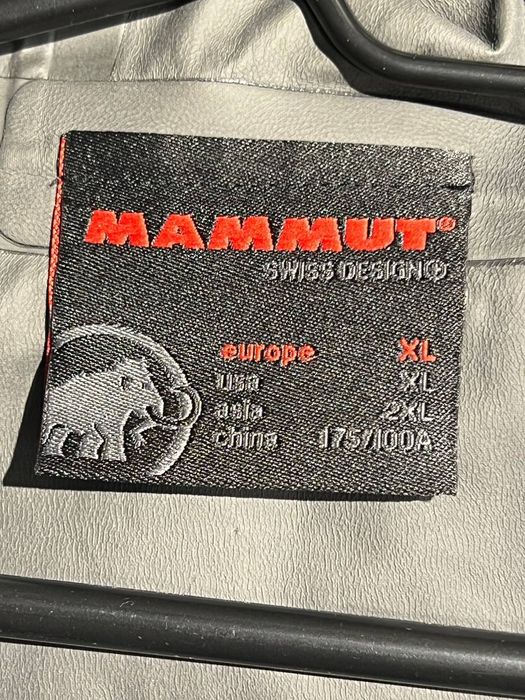 MAMMUT®
SWISS DESIGN
europe XL
usa XL
asia 2XL
china 175/100A